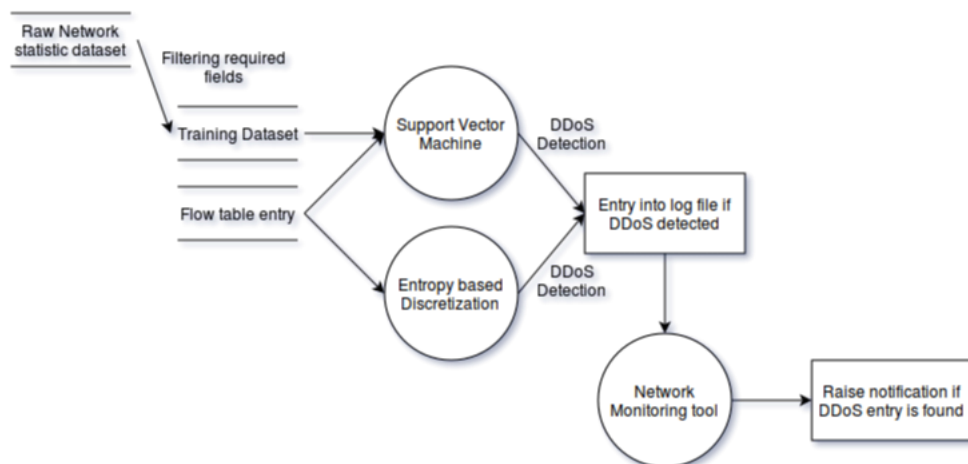 Raw Network
statistic dataset
Filtering required
fields
Training Dataset
Flow table entry
Support Vector
Machine
Entropy based
Discretization
DDoS
Detection
DDoS
Detection
Entry into log file if
DDoS detected
Network
Monitoring tool
Raise notification if
DDoS entry is found